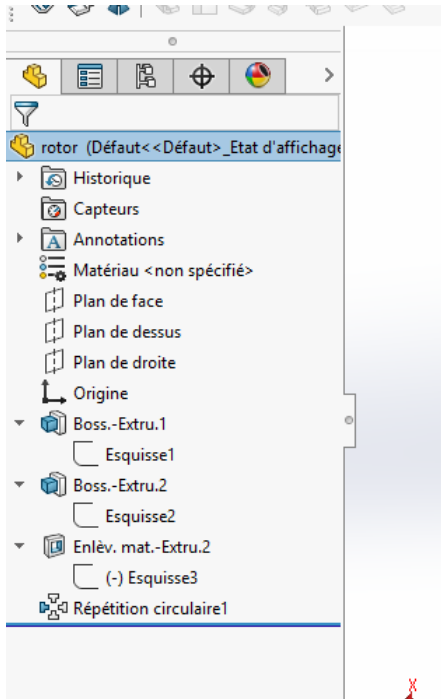 rotor (Défaut<<Défaut>_Etat d'affichage
Historique
Capteurs
A Annotations
Matériau <non spécifié>
Plan de face
Plan de dessus
Plan de droite
Origine
Boss.-Extru.1
Esquisse1
Boss.-Extru.2
Esquisse2
Enlèv. mat.-Extru.2
(-) Esquisse3
Répétition circulaire1
X